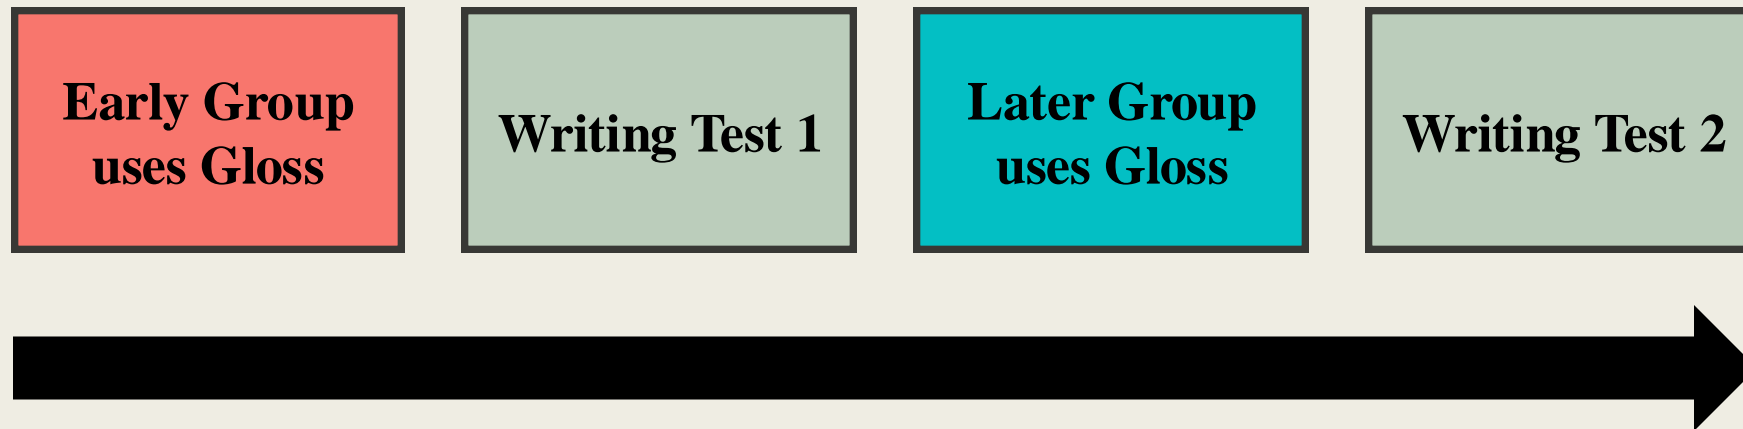 Early Group
uses Gloss
Writing Test 1
Later Group
uses Gloss
Writing Test 2